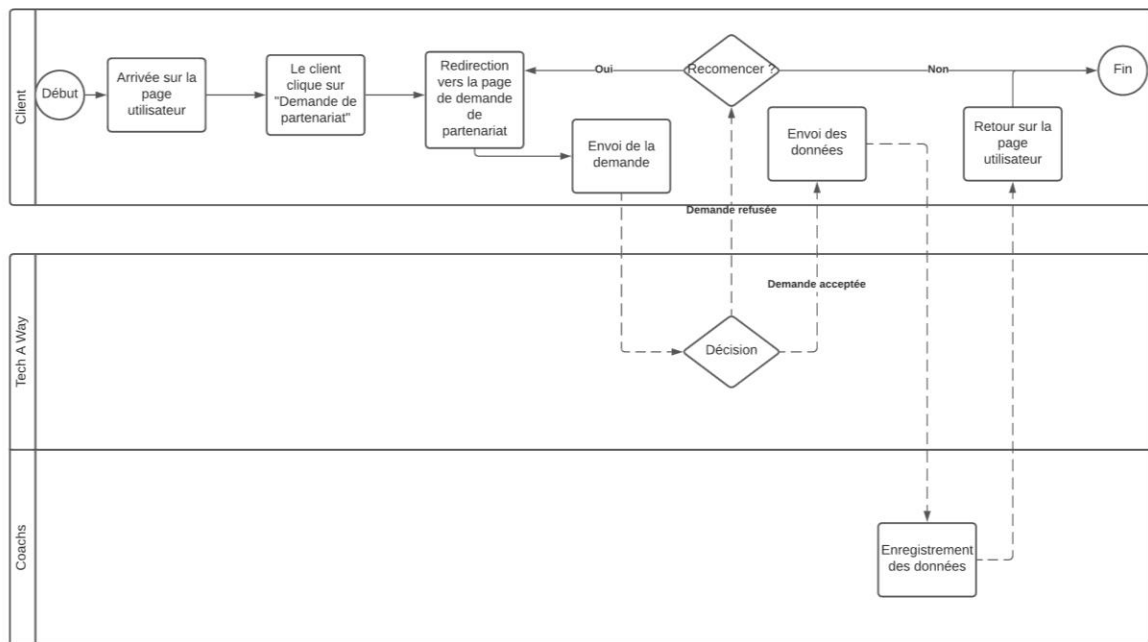 Client
Début
Arrivée sur la
page
utilisateur
Le client
clique sur
"Demande de
partenariat"
Redirection
vers la page
de demande
de
partenariat
Envoi de la
demande
Oui
Recomencer ?
Non
Envoi des
données
Retour sur la
page
utilisateur
Fin
Demande refusée
Tech A Way
Demande acceptée
Décision
Coachs
Enregistrement
des données